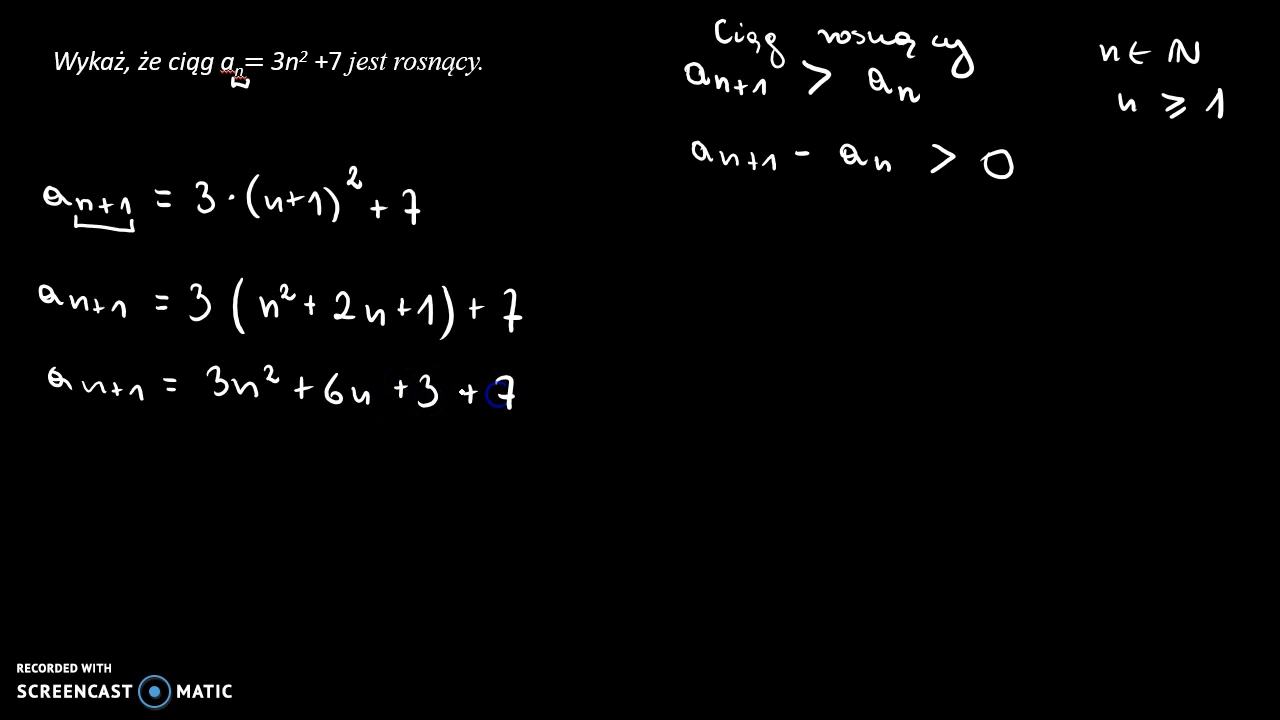 Wykaż, że ciąg aₙ= 3n² +7 jest rosnący.
Ciąg rosnący
aₙ₊₁ > aₙ
n ∈ ℕ
n ⩾ 1
aₙ₊₁ - aₙ > 0
aₙ₊₁ = 3 · (n+1)² + 7
aₙ₊₁ = 3 (n² + 2n + 1) + 7
aₙ₊₁ = 3n² + 6n + 3 + 7
RECORDED WITH
SCREENCAST MATIC